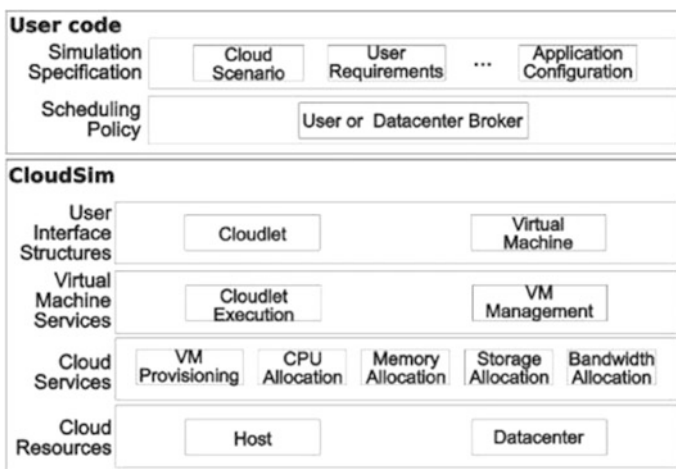 User code
Simulation Specification
Cloud Scenario
User Requirements
...
Application Configuration
Scheduling Policy
User or Datacenter Broker
CloudSim
User Interface Structures
Cloudlet
Virtual Machine
Virtual Machine Services
Cloudlet Execution
VM Management
Cloud Services
VM Provisioning
CPU Allocation
Memory Allocation
Storage Allocation
Bandwidth Allocation
Cloud Resources
Host
Datacenter